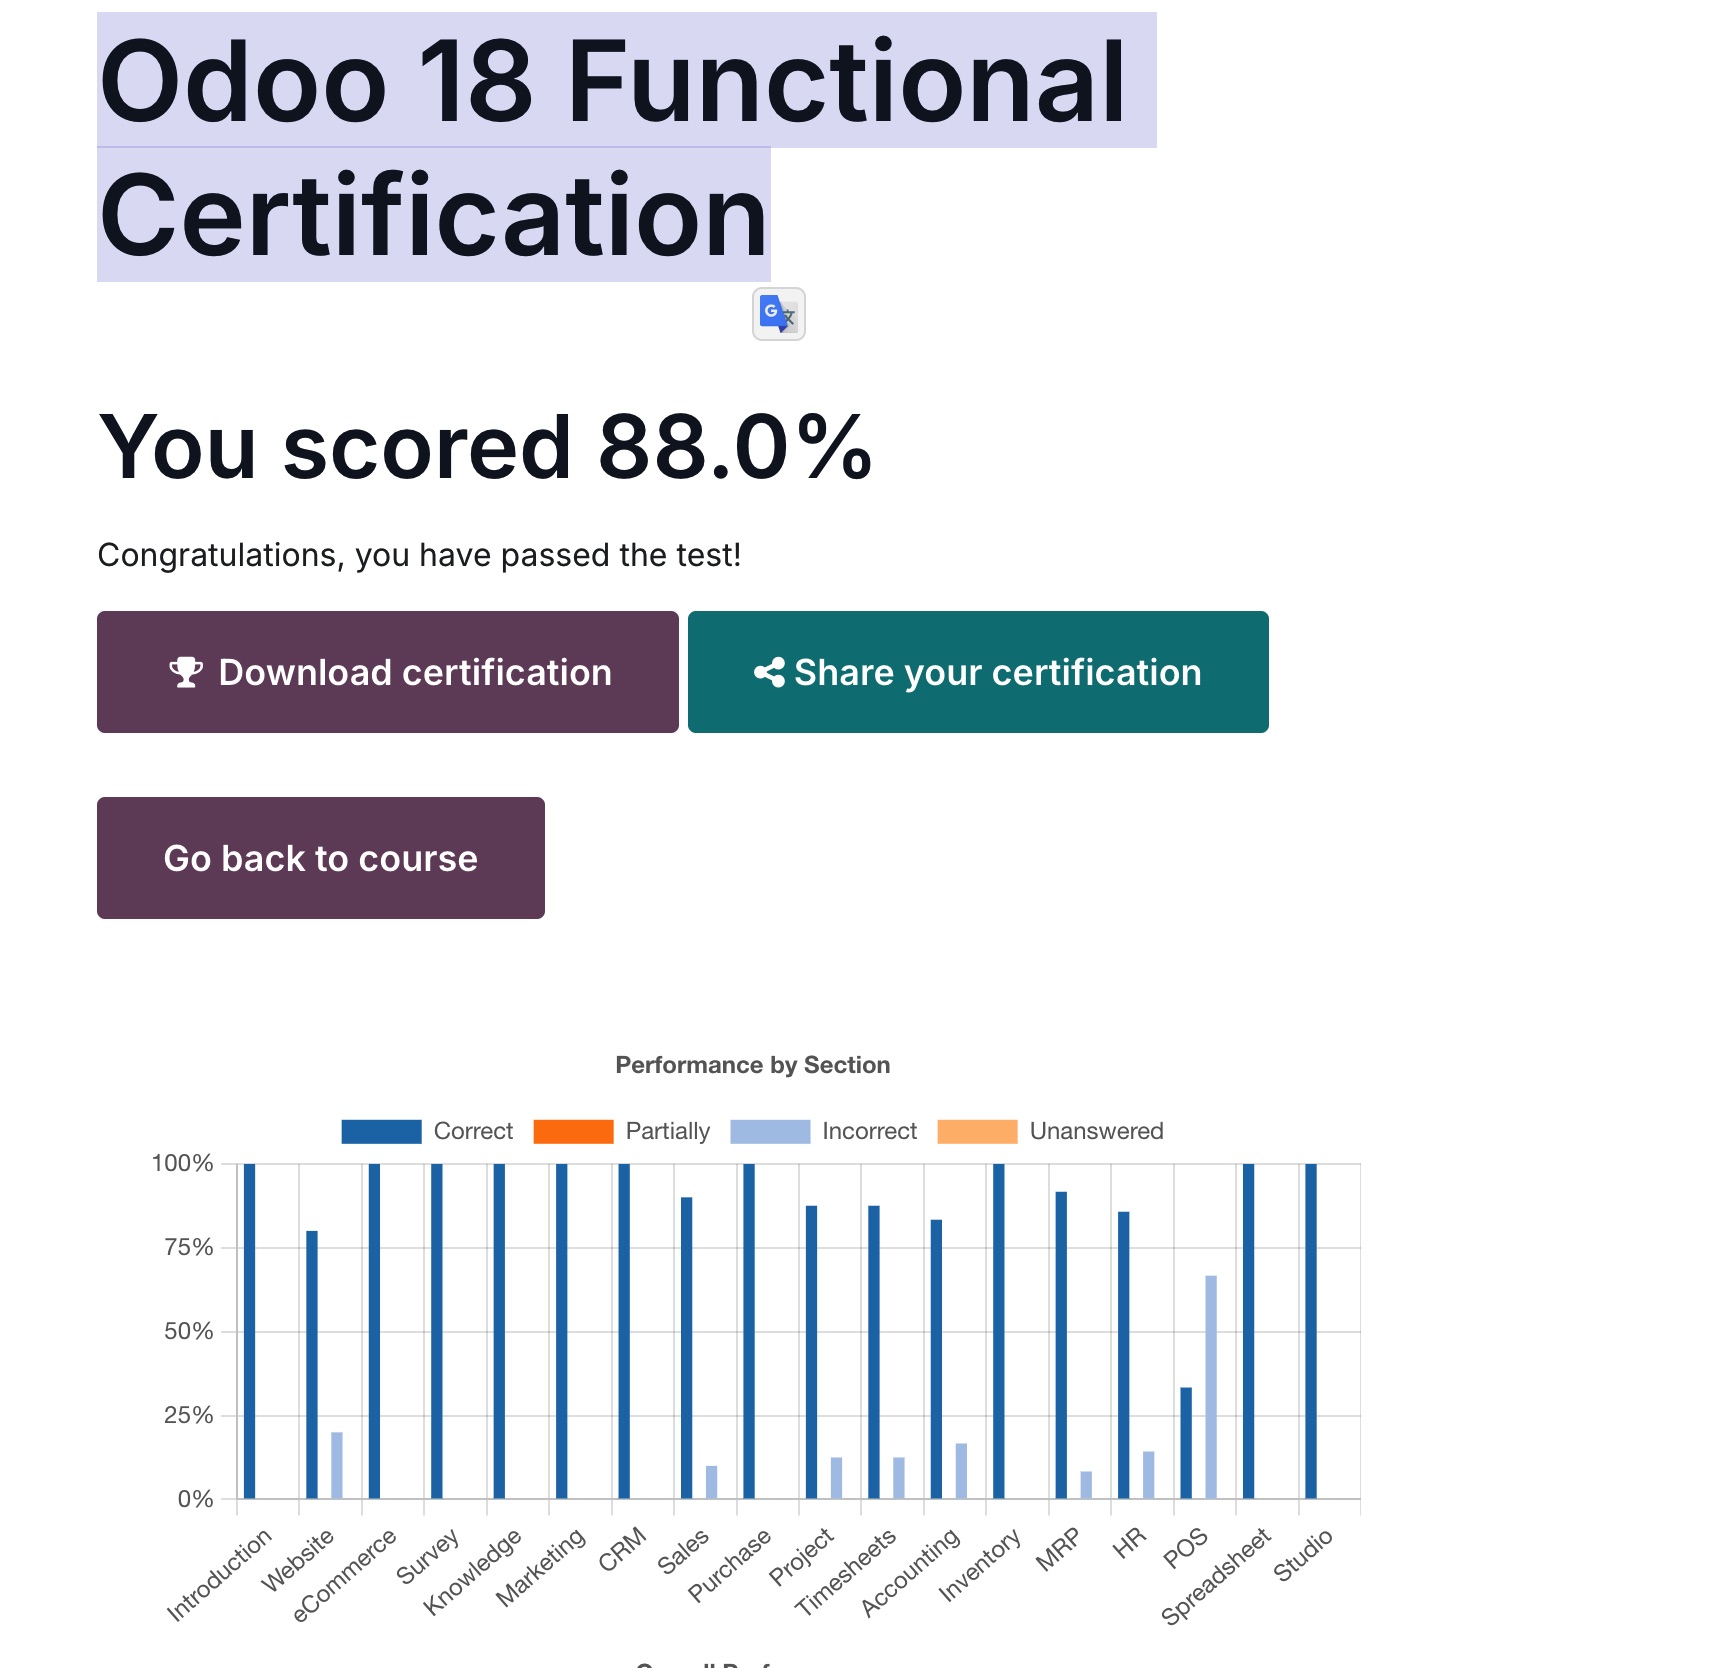 Odoo 18 Functional
Certification
You scored 88.0%
Congratulations, you have passed the test!
Download certification
Share your certification
Go back to course
Performance by Section
Correct
Partially
Incorrect
Unanswered
100%
75%
50%
25%
0%
Introduction
Website
eCommerce
Survey
Knowledge
Marketing
CRM
Sales
Purchase
Project
Timesheets
Accounting
Inventory
MRP
HR
POS
Spreadsheet
Studio